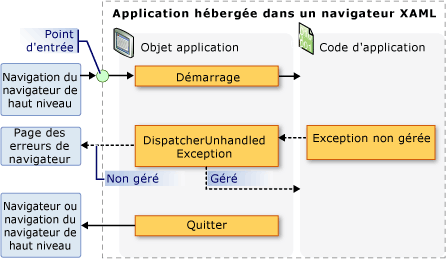 Application hébergée dans un navigateur XAML
Point
d'entrée
Objet application
Code d'application
Navigation du
navigateur de
haut niveau
Démarrage
Page des
erreurs de
navigateur
DispatcherUnhandled
Exception
Exception non gérée
Non géré
Géré
Navigateur ou
navigation du
navigateur de
haut niveau
Quitter